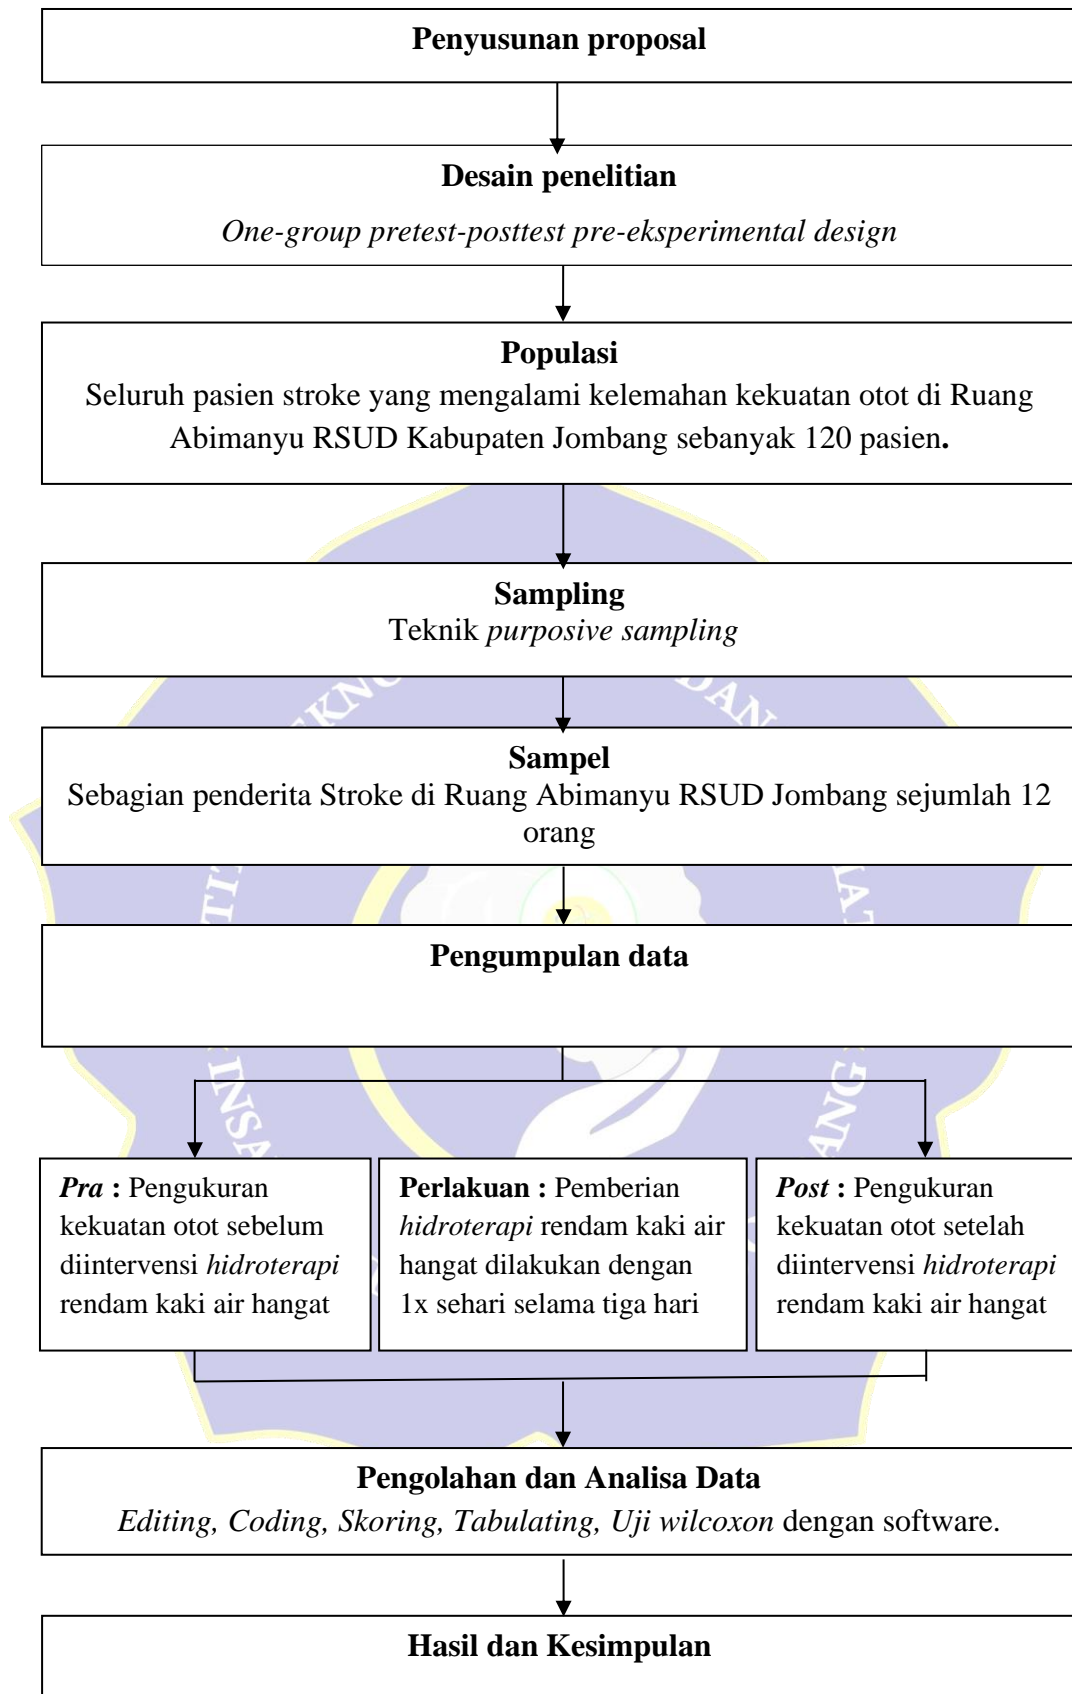 Penyusunan proposal
Desain penelitian
One-group pretest-posttest pre-eksperimental design
Populasi
Seluruh pasien stroke yang mengalami kelemahan kekuatan otot di Ruang
Abimanyu RSUD Kabupaten Jombang sebanyak 120 pasien.
Sampling
Teknik purposive sampling
Sampel
Sebagian penderita Stroke di Ruang Abimanyu RSUD Jombang sejumlah 12
orang
Pengumpulan data
Pra : Pengukuran
kekuatan otot sebelum
diintervensi hidroterapi
rendam kaki air hangat
Perlakuan : Pemberian
hidroterapi rendam kaki air
hangat dilakukan dengan
1x sehari selama tiga hari
Post : Pengukuran
kekuatan otot setelah
diintervensi hidroterapi
rendam kaki air hangat
Pengolahan dan Analisa Data
Editing, Coding, Skoring, Tabulating, Uji wilcoxon dengan software.
Hasil dan Kesimpulan